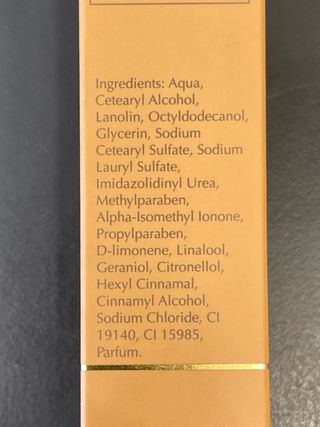 Ingredients: Aqua,
Cetearyl Alcohol,
Lanolin, Octyldodecanol,
Glycerin, Sodium
Cetearyl Sulfate, Sodium
Lauryl Sulfate,
Imidazolidinyl Urea,
Methylparaben,
Alpha-Isomethyl Ionone,
Propylparaben,
D-limonene, Linalool,
Geraniol, Citronellol,
Hexyl Cinnamal,
Cinnamyl Alcohol,
Sodium Chloride, CI
19140, CI 15985,
Parfum.